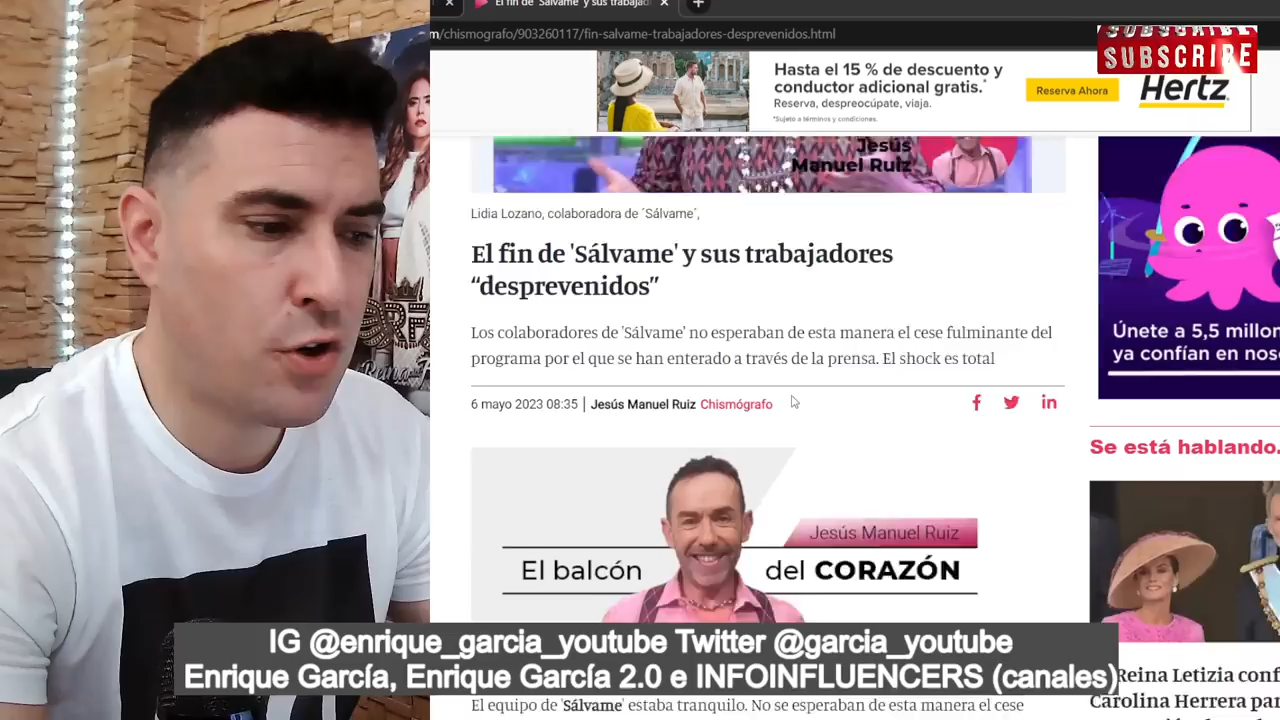 El fin de 'Sálvame' y sus trabajad
m/chismografo/903260117/fin-salvame-trabajadores-desprevenidos.html
SUBSCRIBE
SUBSCRIBE
Hasta el 15 % de descuento y
conductor adicional gratis.*
Reserva, despreocúpate, viaja.
*Sujeto a términos y condiciones.
Reserva Ahora
Hertz
Jesús
Manuel Ruiz
Lidia Lozano, colaboradora de ´Sálvame´,
El fin de 'Sálvame' y sus trabajadores
“desprevenidos”
Los colaboradores de 'Sálvame' no esperaban de esta manera el cese fulminante del
programa por el que se han enterado a través de la prensa. El shock es total
6 mayo 2023 08:35 | Jesús Manuel Ruiz Chismógrafo
Únete a 5,5 millon
ya confían en nos
Se está hablando.
Jesús Manuel Ruiz
El balcón del CORAZÓN
IG @enrique_garcia_youtube Twitter @garcia_youtube
Enrique García, Enrique García 2.0 e INFOINFLUENCERS (canales)
Reina Letizia conf
Carolina Herrera par
El equipo de 'Sálvame' estaba tranquilo. No se esperaban de esta manera el cese